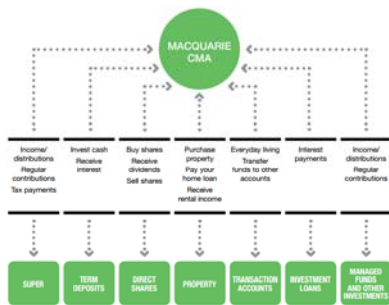 MACQUARIE
CMA
Income/
distributions
Regular
contributions
Tax payments
Invest cash
Receive
interest
Buy shares
Receive
dividends
Sell shares
Purchase
property
Pay your
home loan
Receive
rental income
Everyday living
Transfer
funds to other
accounts
Interest
payments
Income/
distributions
Regular
contributions
SUPER
TERM
DEPOSITS
DIRECT
SHARES
PROPERTY
TRANSACTION
ACCOUNTS
INVESTMENT
LOANS
MANAGED
FUNDS
AND OTHER
INVESTMENTS